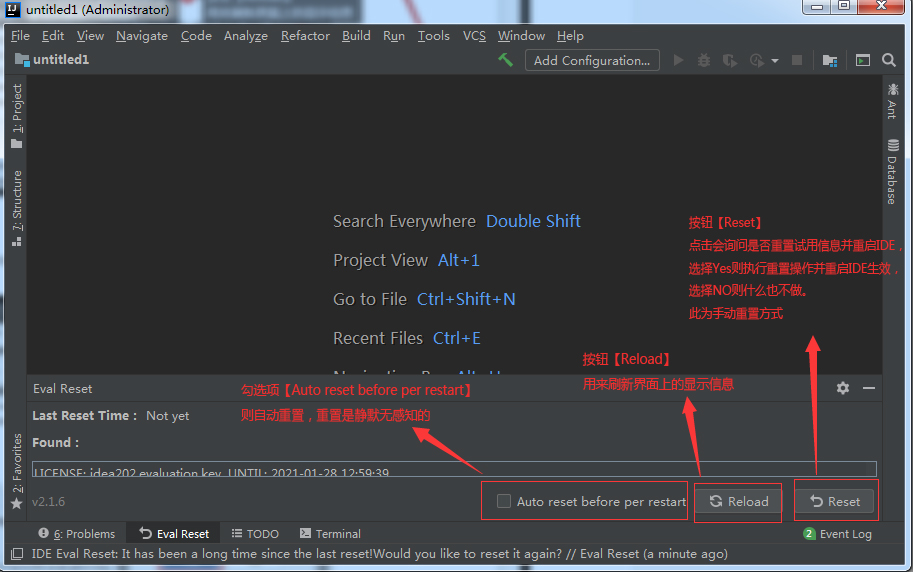 untitled1 (Administrator)
File Edit View Navigate Code Analyze Refactor Build Run Tools VCS Window Help
untitled1
Add Configuration...
1: Project
7: Structure
2: Favorites
Ant
Database
Search Everywhere Double Shift
Project View Alt+1
Go to File Ctrl+Shift+N
Recent Files Ctrl+E
按钮【Reset】
点击会询问是否重置试用信息并重启IDE，
选择Yes则执行重置操作并重启IDE生效，
选择NO则什么也不做。
此为手动重置方式
按钮【Reload】
用来刷新界面上的显示信息
Eval Reset
勾选项【Auto reset before per restart】
则自动重置，重置是静默无感知的
Last Reset Time : Not yet
Found :
LICENSE: idea202.evaluation.key, UNTIL: 2021-01-28 12:59:39
v2.1.6
Auto reset before per restart
Reload
Reset
6: Problems
Eval Reset
TODO
Terminal
2 Event Log
IDE Eval Reset: It has been a long time since the last reset!Would you like to reset it again? // Eval Reset (a minute ago)